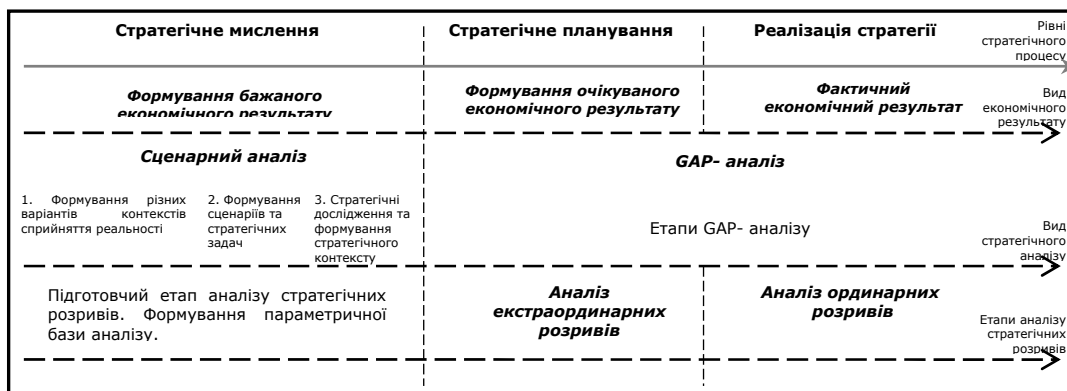 Стратегічне мислення
Стратегічне планування
Реалізація стратегії
Рівні
стратегічного
процесу
Формування бажаного
економічного результату
Формування очікуваного
економічного результату
Фактичний
економічний результат
Вид
економічного
результату
Сценарний аналіз
GAP- аналіз
1. Формування різних
варіантів контекстів
сприйняття реальності
2. Формування
сценаріїв та
стратегічних
задач
3. Стратегічні
дослідження та
формування
стратегічного
контексту
Етапи GAP- аналізу
Вид
стратегічного
аналізу
Підготовчий етап аналізу стратегічних
розривів. Формування параметричної
бази аналізу.
Аналіз
екстраординарних
розривів
Аналіз ординарних
розривів
Етапи аналізу
стратегічних
розривів